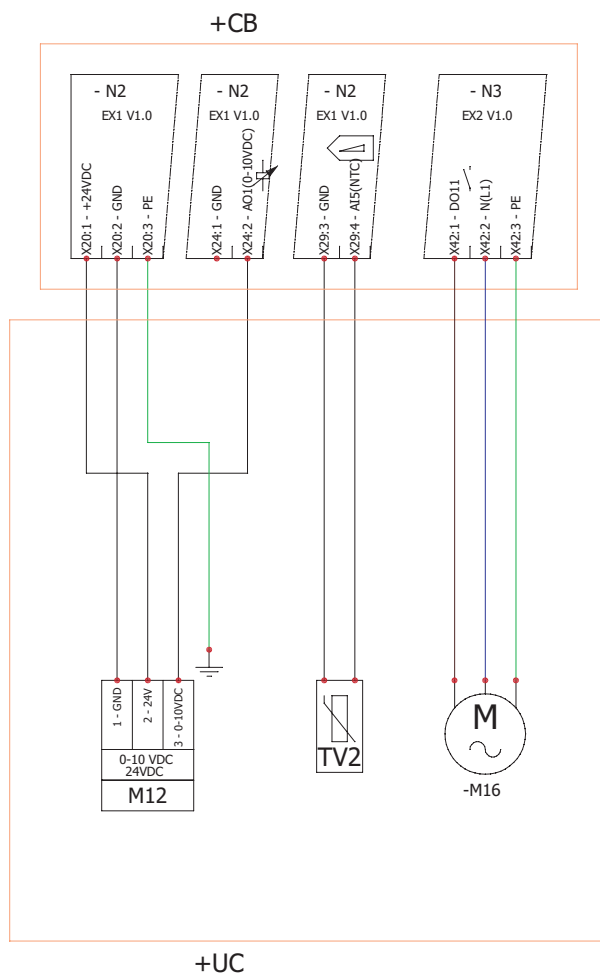 +CB
- N2
EX1 V1.0
X20:1 - +24VDC
X20:2 - GND
X20:3 - PE
- N2
EX1 V1.0
X24:1 - GND
X24:2 - AO1(0-10VDC)
- N2
EX1 V1.0
X29:3 - GND
X29:4 - AI5(NTC)
- N3
EX2 V1.0
X42:1 - DO11
X42:2 - N(L1)
X42:3 - PE
1 - GND
2 - 24V
3 - 0-10VDC
0-10 VDC
24VDC
M12
TV2
M
-M16
+UC